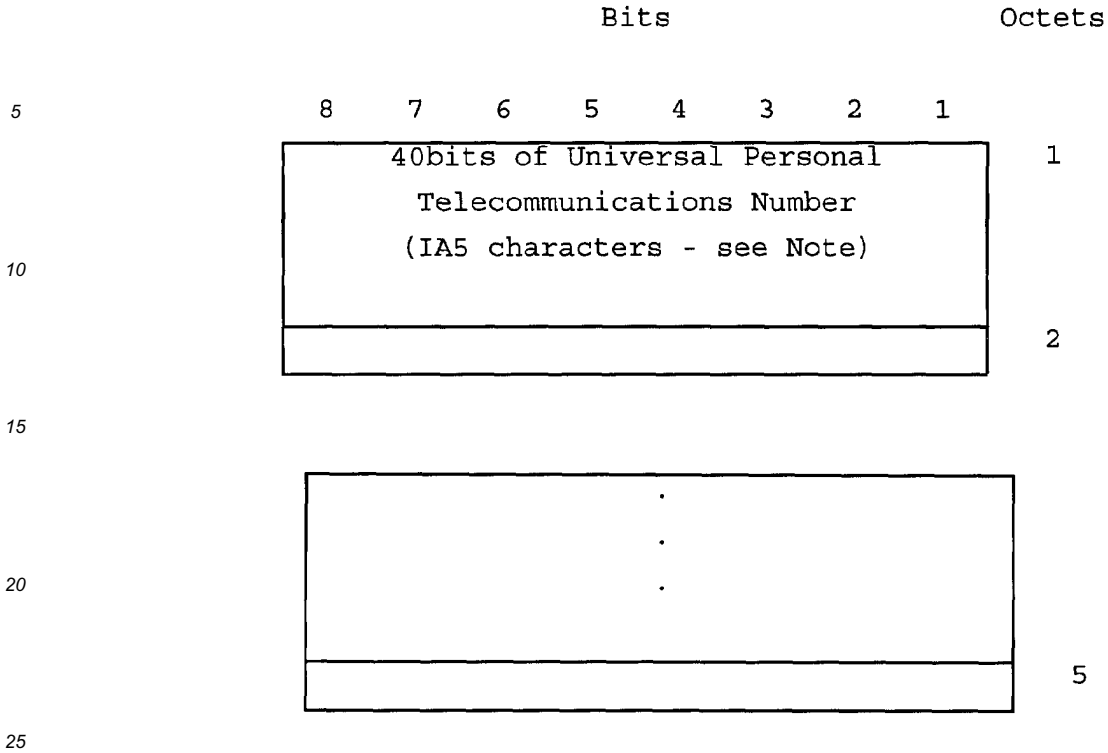 Bits Octets
5 8 7 6 5 4 3 2 1
40bits of Universal Personal 1
Telecommunications Number
(IA5 characters - see Note)
10
2
15
.
.
20 .
5
25